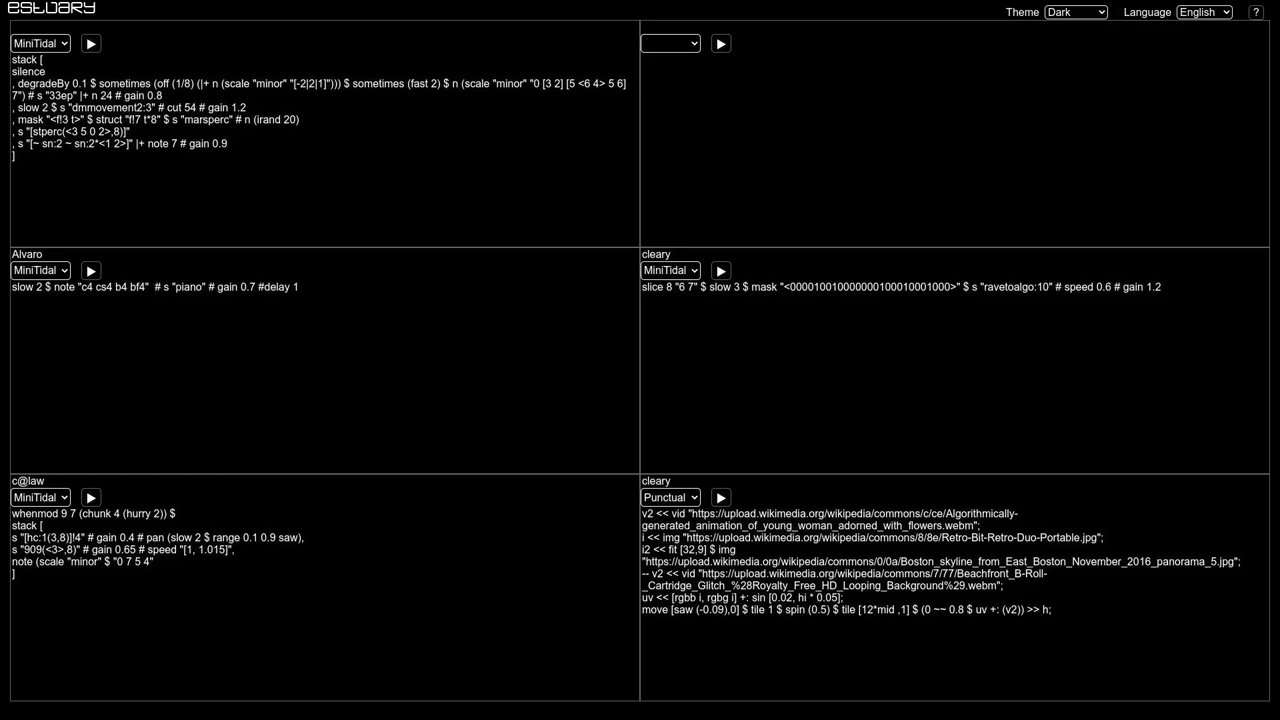 estuary
Theme Dark Language English ?
MiniTidal
stack [
silence
, degradeBy 0.1 $ sometimes (off (1/8) (|+ n (scale "minor" "[-2|2|1]"))) $ sometimes (fast 2) $ n (scale "minor" "0 [3 2] [5 <6 4> 5 6]
7") # s "33ep" |+ n 24 # gain 0.8
, slow 2 $ s "dmmovement2:3" # cut 54 # gain 1.2
, mask "<f!3 t>" $ struct "f!7 t*8" $ s "marsperc" # n (irand 20)
, s "[stperc(<3 5 0 2>,8)]"
, s "[~ sn:2 ~ sn:2*<1 2>]" |+ note 7 # gain 0.9
]
Alvaro
MiniTidal
slow 2 $ note "c4 cs4 b4 bf4"  # s "piano" # gain 0.7 #delay 1
cleary
MiniTidal
slice 8 "6 7" $ slow 3 $ mask "<000010010000000100010010001000>" $ s "ravetoalgo:10" # speed 0.6 # gain 1.2
c@law
MiniTidal
whenmod 9 7 (chunk 4 (hurry 2)) $
stack [
s "[hc:1(3,8)]!4" # gain 0.4 # pan (slow 2 $ range 0.1 0.9 saw),
s "909(<3>,8)" # gain 0.65 # speed "[1, 1.015]",
note (scale "minor" $ "0 7 5 4"
]
cleary
Punctual
v2 << vid "https://upload.wikimedia.org/wikipedia/commons/c/ce/Algorithmically-
generated_animation_of_young_woman_adorned_with_flowers.webm";
i << img "https://upload.wikimedia.org/wikipedia/commons/8/8e/Retro-Bit-Retro-Duo-Portable.jpg";
i2 << fit [32,9] $ img
"https://upload.wikimedia.org/wikipedia/commons/0/0a/Boston_skyline_from_East_Boston_November_2016_panorama_5.jpg";
-- v2 << vid "https://upload.wikimedia.org/wikipedia/commons/7/77/Beachfront_B-Roll-
_Cartridge_Glitch_%28Royalty_Free_HD_Looping_Background%29.webm";
uv << [rgbb i, rgbg i] +: sin [0.02, hi * 0.05];
move [saw (-0.09),0] $ tile 1 $ spin (0.5) $ tile [12*mid ,1] $ (0 ~~ 0.8 $ uv +: (v2)) >> h;